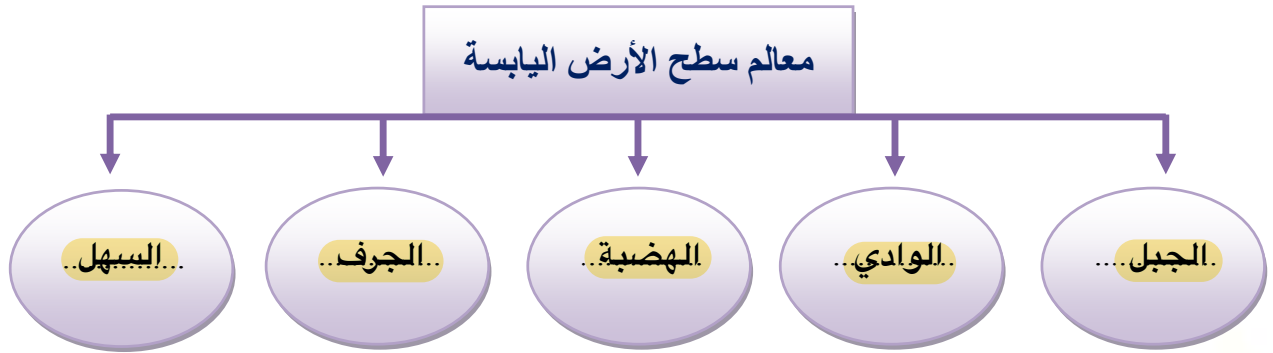 معالم سطح الأرض اليابسة
الجبل
الوادي
الهضبة
الجرف
السهل